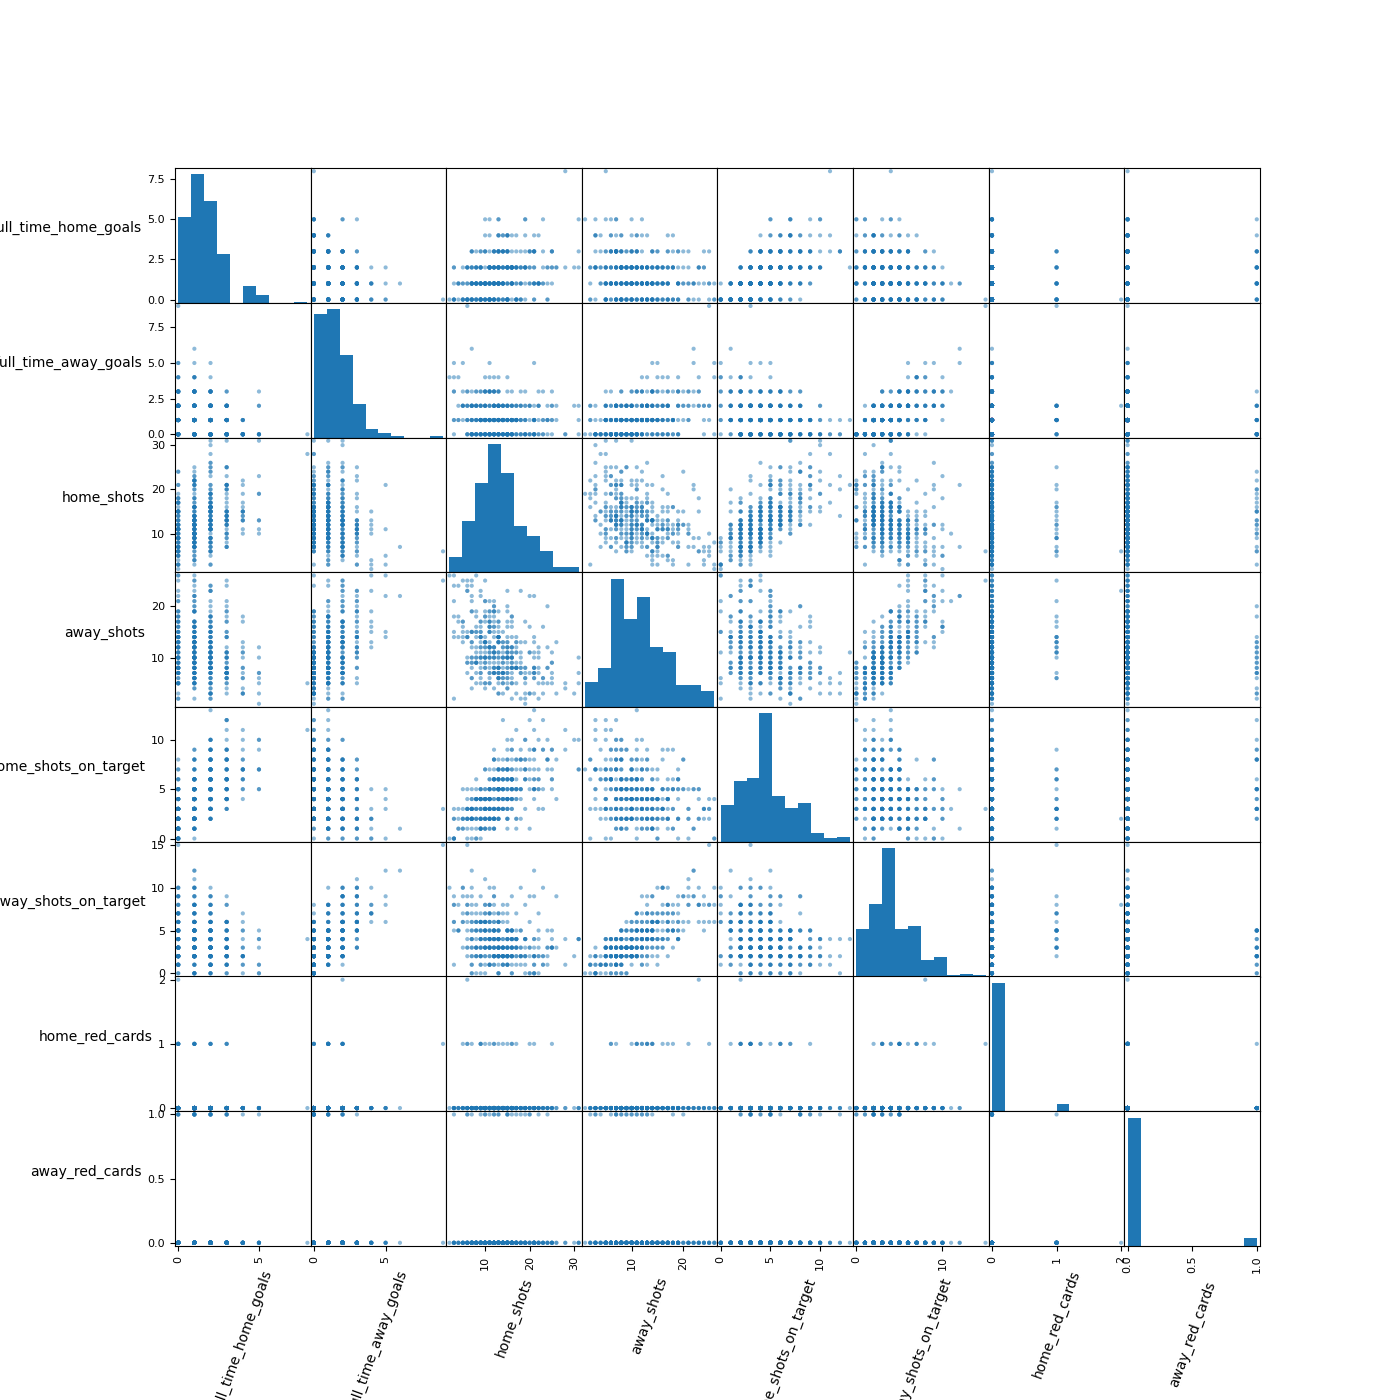 7.5
5.0
2.5
0.0
ull_time_home_goals
7.5
5.0
2.5
0.0
ull_time_away_goals
30
20
10
home_shots
20
10
away_shots
10
5
0
ome_shots_on_target
15
10
5
0
way_shots_on_target
2
1
0
home_red_cards
1.0
0.5
0.0
away_red_cards
0 5
0 5
10 20 30
10 20
0 5 10
0 10
0 1 2
0.0 0.5 1.0
ll_time_home_goals
ll_time_away_goals
home_shots
away_shots
e_shots_on_target
y_shots_on_target
home_red_cards
away_red_cards